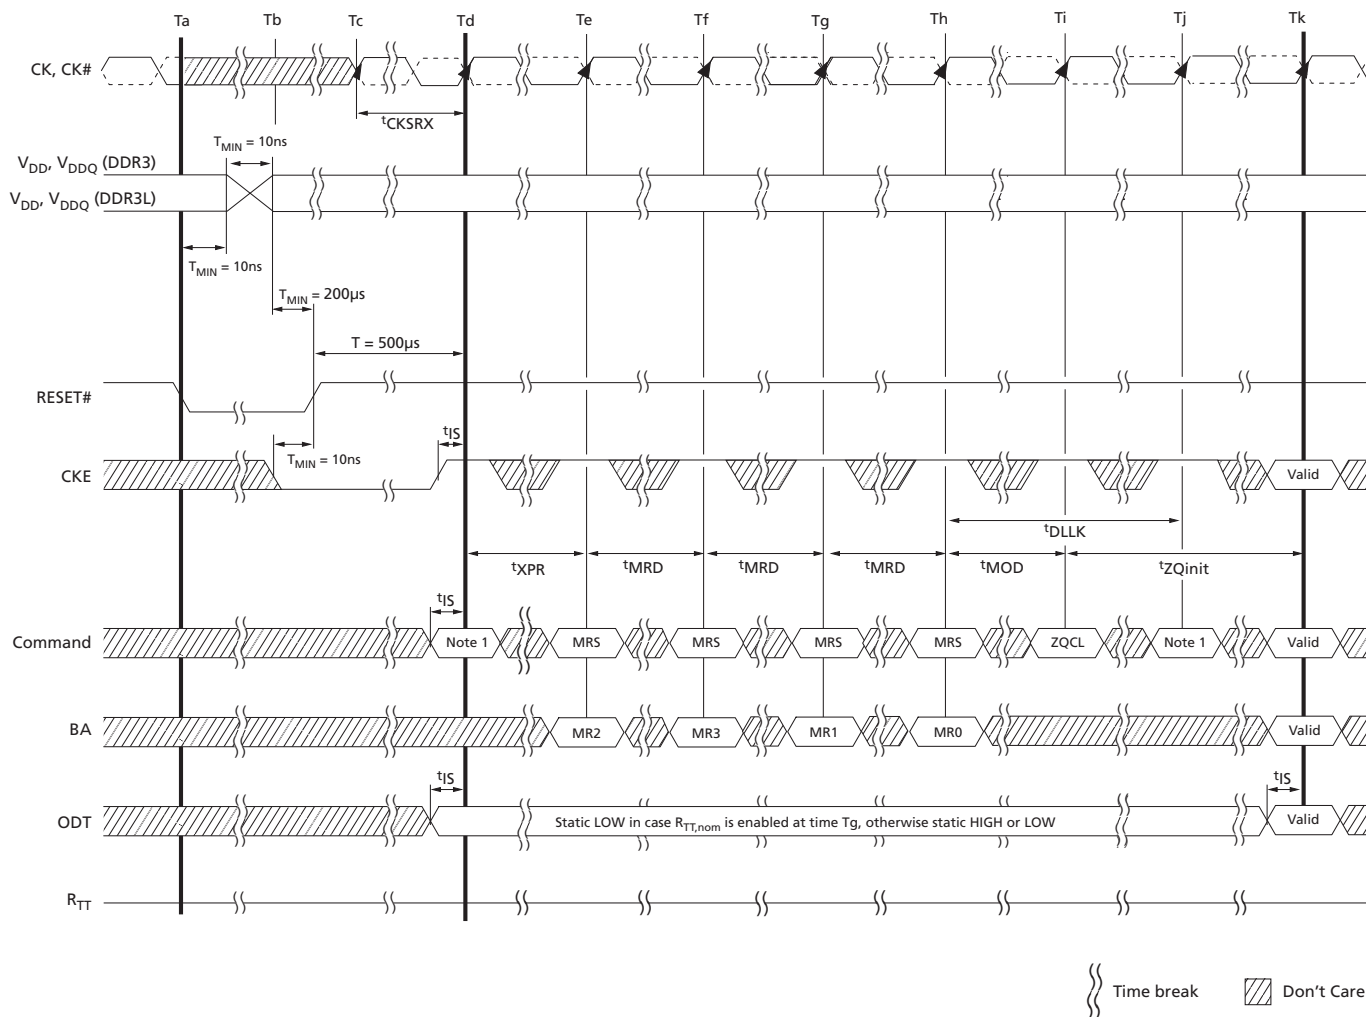 Ta Tb Tc Td Te Tf Tg Th Ti Tj Tk
CK, CK#
tCKSRX
TMIN = 10ns
VDD, VDDQ (DDR3)
VDD, VDDQ (DDR3L)
TMIN = 10ns
TMIN = 200µs
T = 500µs
RESET#
tIS
TMIN = 10ns
CKE Valid
tDLLK
tXPR tMRD tMRD tMRD tMOD tZQinit
tIS
Command Note 1 MRS MRS MRS MRS ZQCL Note 1 Valid
BA MR2 MR3 MR1 MR0 Valid
tIS tIS
ODT Static LOW in case RTT,nom is enabled at time Tg, otherwise static HIGH or LOW Valid
RTT
Time break Don't Care